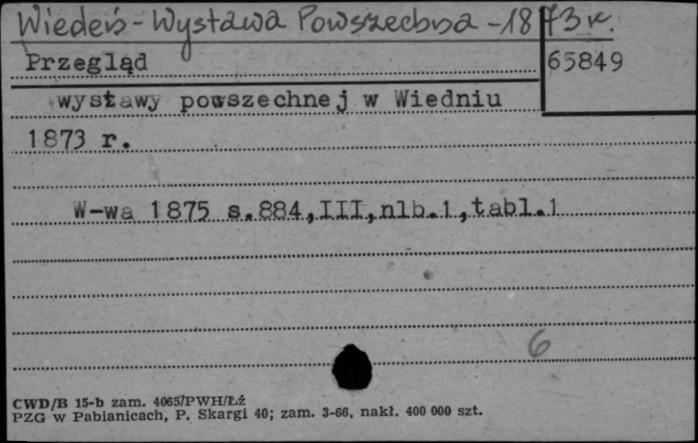 Wiedeń - Wystawa Powszechna - 1873 r.
Przegląd
65849
wystawy powszechnej w Wiedniu
1873 r.
W-wa 1875 s.884,III,nlb.1,tabl.1
6
CWD/B 15-b zam. 4065/PWH/Łź
PZG w Pabianicach, P. Skargi 40; zam. 3-66, nakł. 400 000 szt.